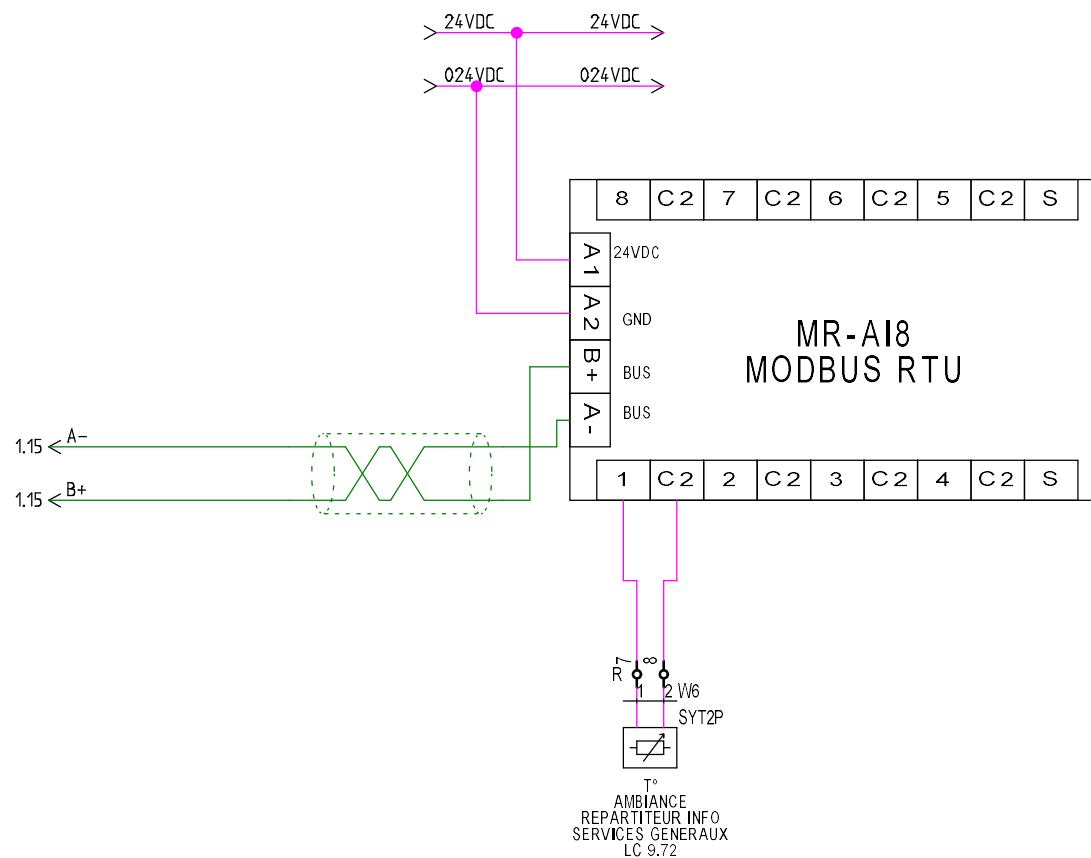 24VDC 24VDC
024VDC 024VDC
8 C2 7 C2 6 C2 5 C2 S
A1 24VDC
A2 GND
B+ BUS
A- BUS
MR-AI8
MODBUS RTU
1.15 A-
1.15 B+
1 C2 2 C2 3 C2 4 C2 S
R 7 8
1 2 W6
SYT2P
T°
AMBIANCE
REPARTITEUR INFO
SERVICES GENERAUX
LC 9.72